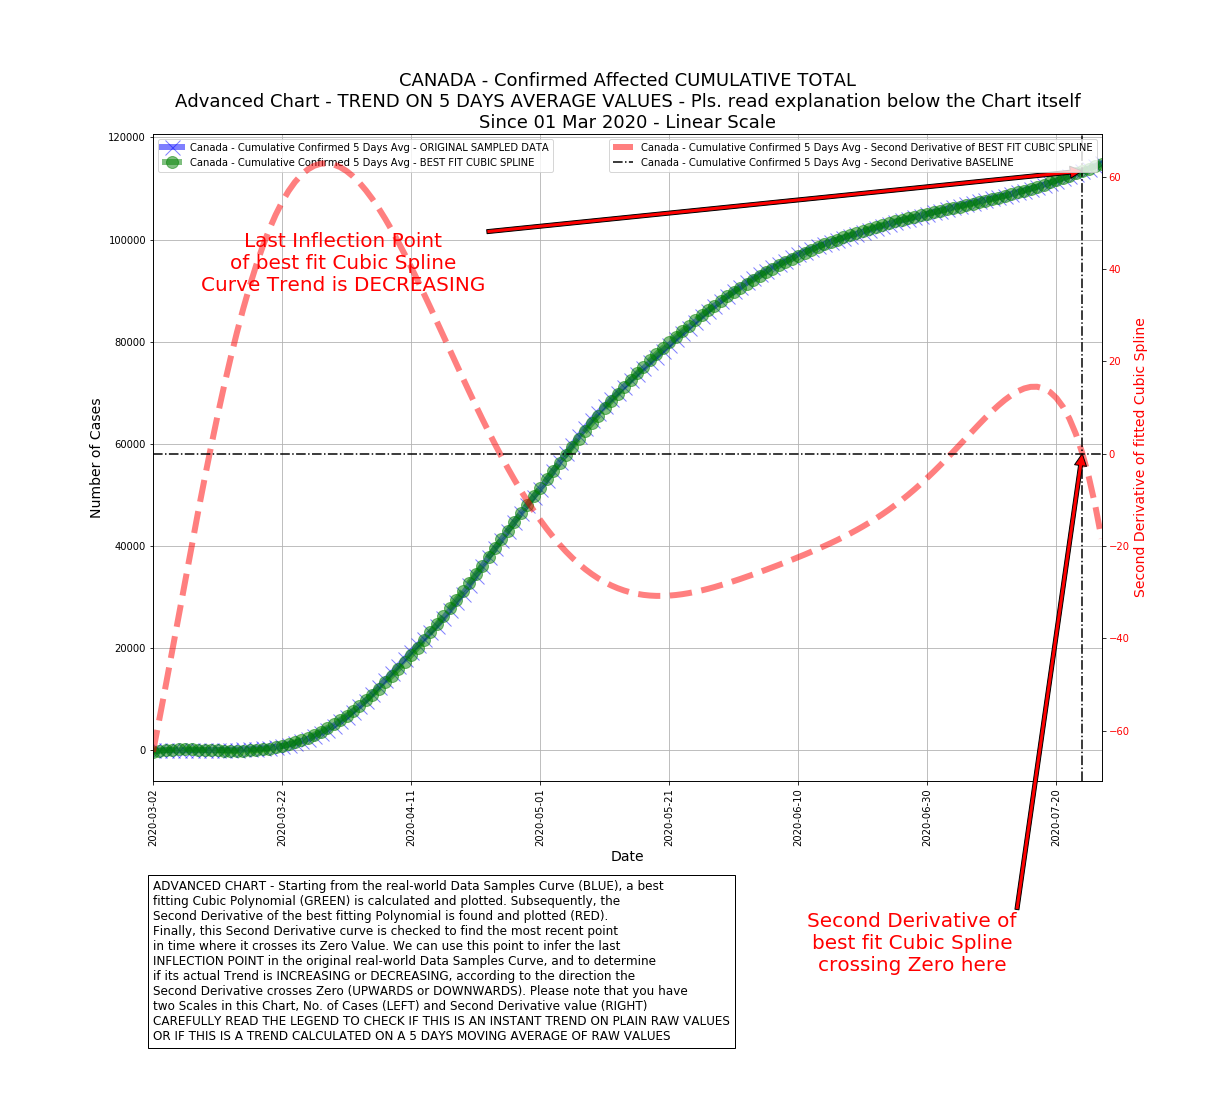 CANADA - Confirmed Affected CUMULATIVE TOTAL
Advanced Chart - TREND ON 5 DAYS AVERAGE VALUES - Pls. read explanation below the Chart itself
Since 01 Mar 2020 - Linear Scale
Canada - Cumulative Confirmed 5 Days Avg - ORIGINAL SAMPLED DATA
Canada - Cumulative Confirmed 5 Days Avg - BEST FIT CUBIC SPLINE
Canada - Cumulative Confirmed 5 Days Avg - Second Derivative of BEST FIT CUBIC SPLINE
Canada - Cumulative Confirmed 5 Days Avg - Second Derivative BASELINE
Last Inflection Point
of best fit Cubic Spline
Curve Trend is DECREASING
Number of Cases
120000
100000
80000
60000
40000
20000
0
60
40
20
0
−20
−40
−60
Second Derivative of fitted Cubic Spline
2020-03-02
2020-03-22
2020-04-11
2020-05-01
2020-05-21
2020-06-10
2020-06-30
2020-07-20
Date
ADVANCED CHART - Starting from the real-world Data Samples Curve (BLUE), a best
fitting Cubic Polynomial (GREEN) is calculated and plotted. Subsequently, the
Second Derivative of the best fitting Polynomial is found and plotted (RED).
Finally, this Second Derivative curve is checked to find the most recent point
in time where it crosses its Zero Value. We can use this point to infer the last
INFLECTION POINT in the original real-world Data Samples Curve, and to determine
if its actual Trend is INCREASING or DECREASING, according to the direction the
Second Derivative crosses Zero (UPWARDS or DOWNWARDS). Please note that you have
two Scales in this Chart, No. of Cases (LEFT) and Second Derivative value (RIGHT)
CAREFULLY READ THE LEGEND TO CHECK IF THIS IS AN INSTANT TREND ON PLAIN RAW VALUES
OR IF THIS IS A TREND CALCULATED ON A 5 DAYS MOVING AVERAGE OF RAW VALUES
Second Derivative of
best fit Cubic Spline
crossing Zero here